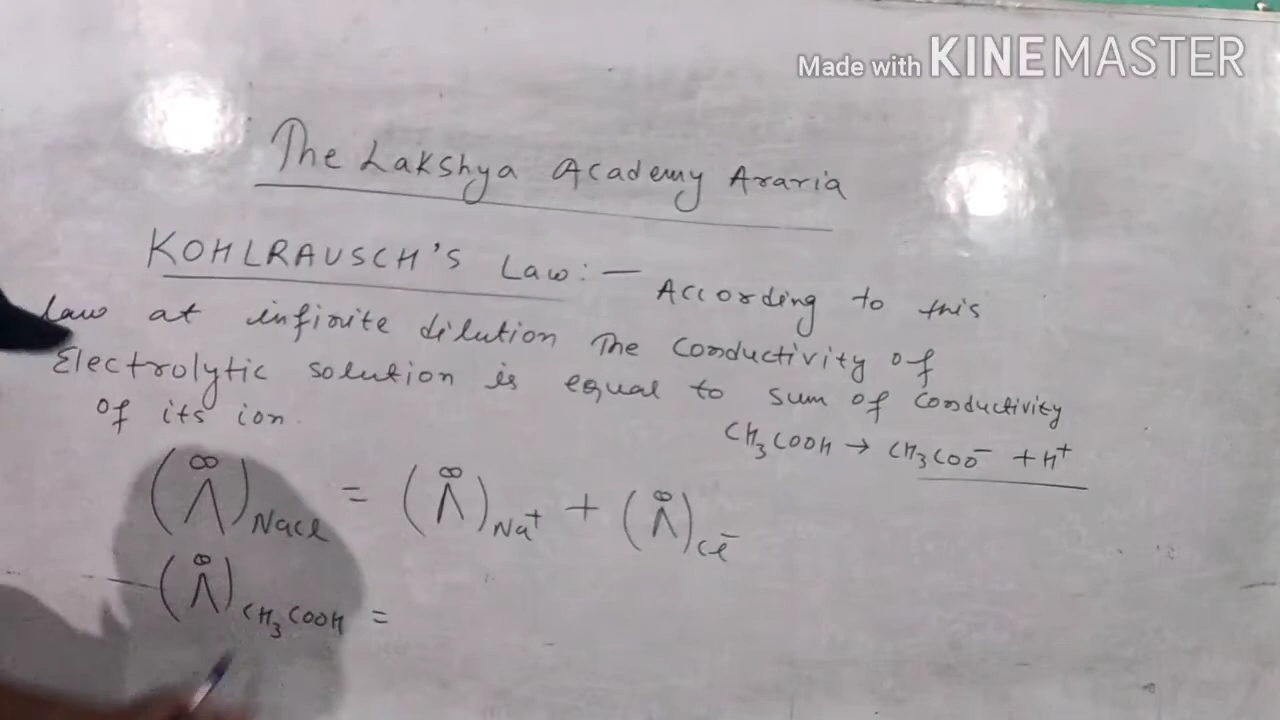 Made with KINEMASTER
The Lakshya Academy Araria
KOHLRAUSCH'S Law :— According to this
law at infinite dilution The conductivity of
Electrolytic solution is equal to sum of conductivity
of its ion.
CH₃COOH → CH₃COO⁻ + H⁺
(Λ^∞)NaCl = (Λ^∞)Na⁺ + (Λ^∞)Cl⁻
(Λ^∞)CH₃COOH =